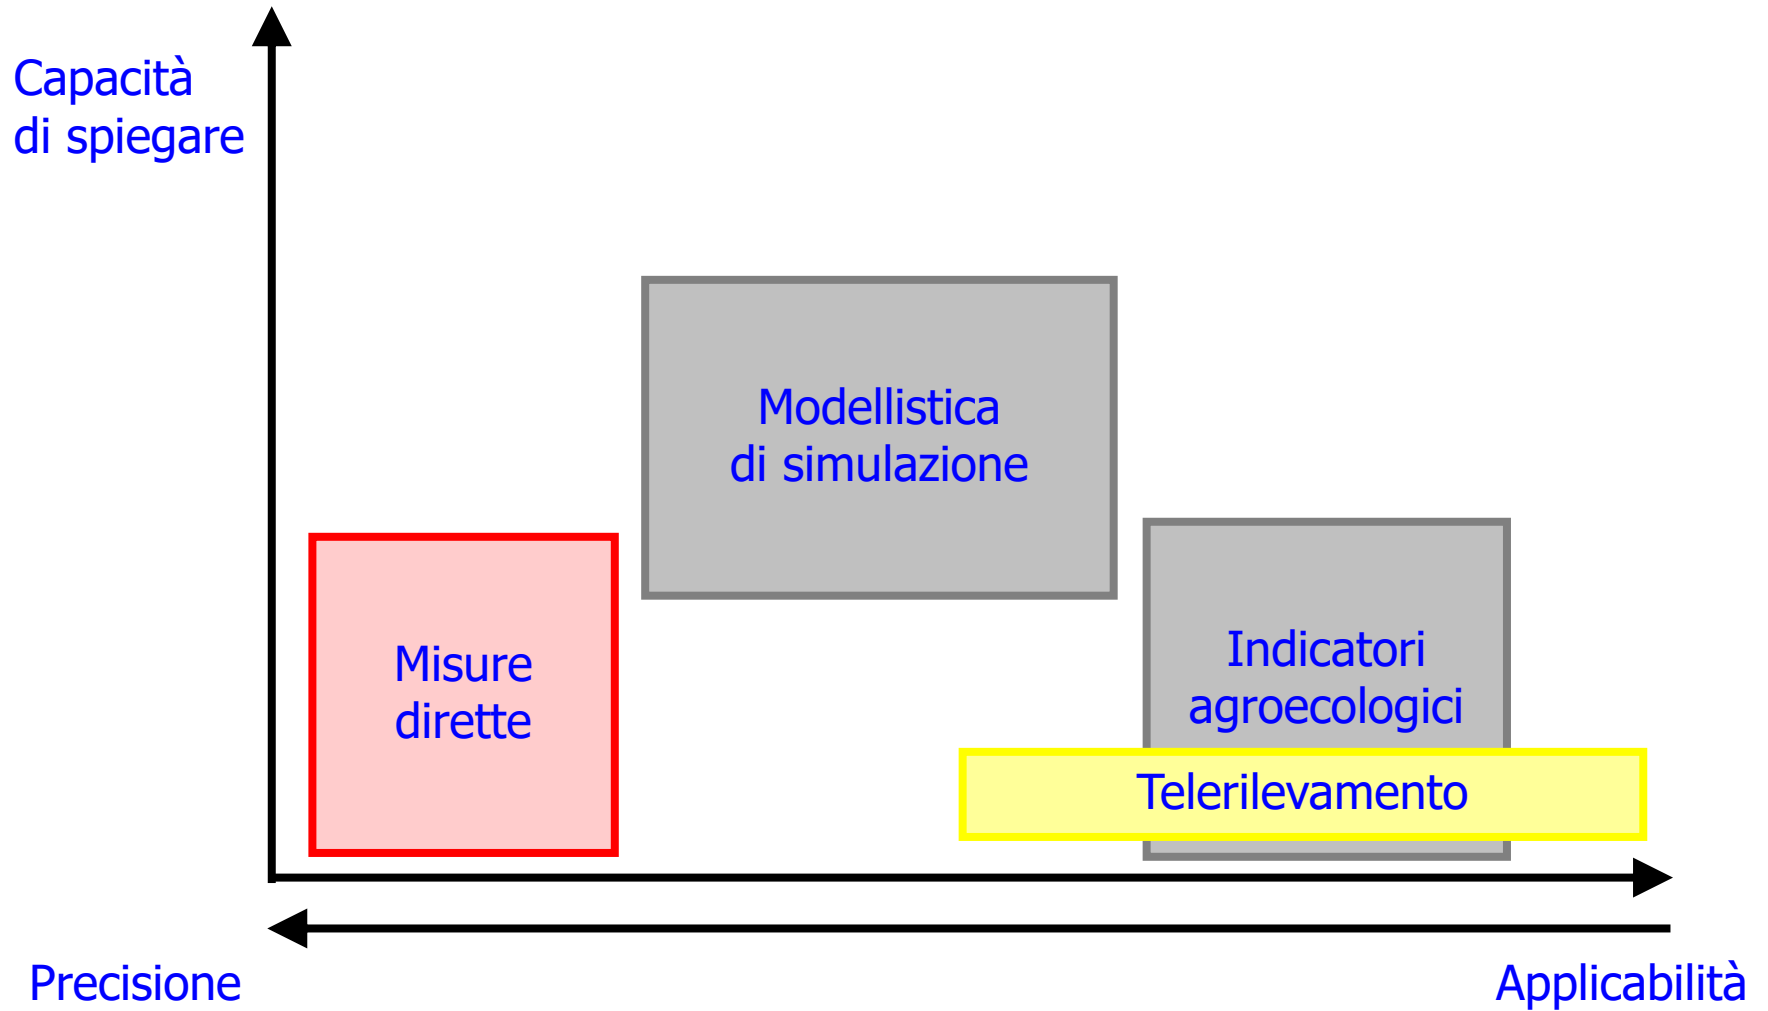 Capacità
di spiegare
Modellistica
di simulazione
Misure
dirette
Indicatori
agroecologici
Telerilevamento
Precisione
Applicabilità